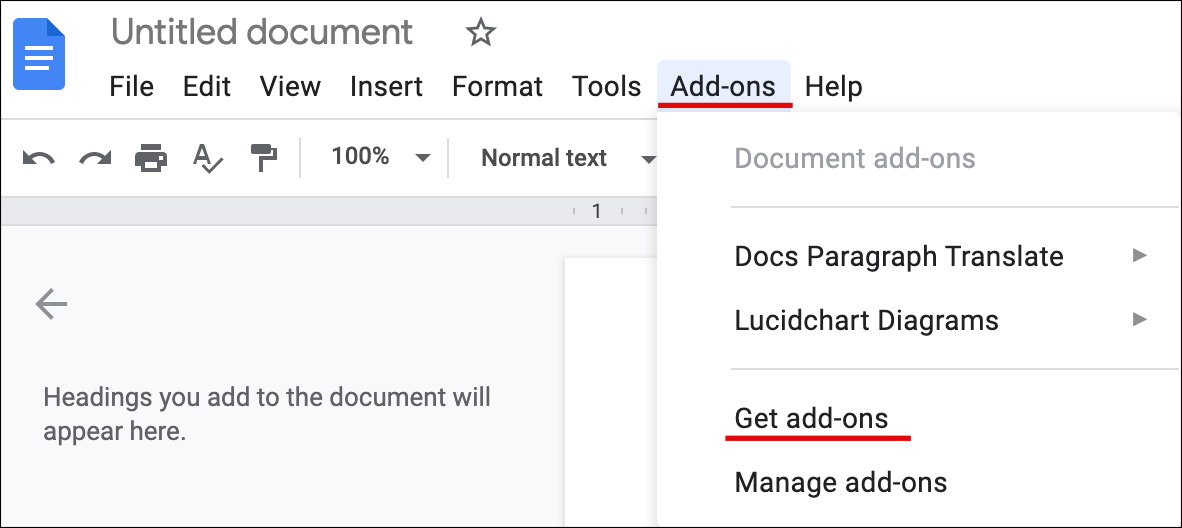 Untitled document
File Edit View Insert Format Tools Add-ons Help
100% Normal text
1
Document add-ons
Docs Paragraph Translate
Lucidchart Diagrams
Get add-ons
Manage add-ons
Headings you add to the document will
appear here.